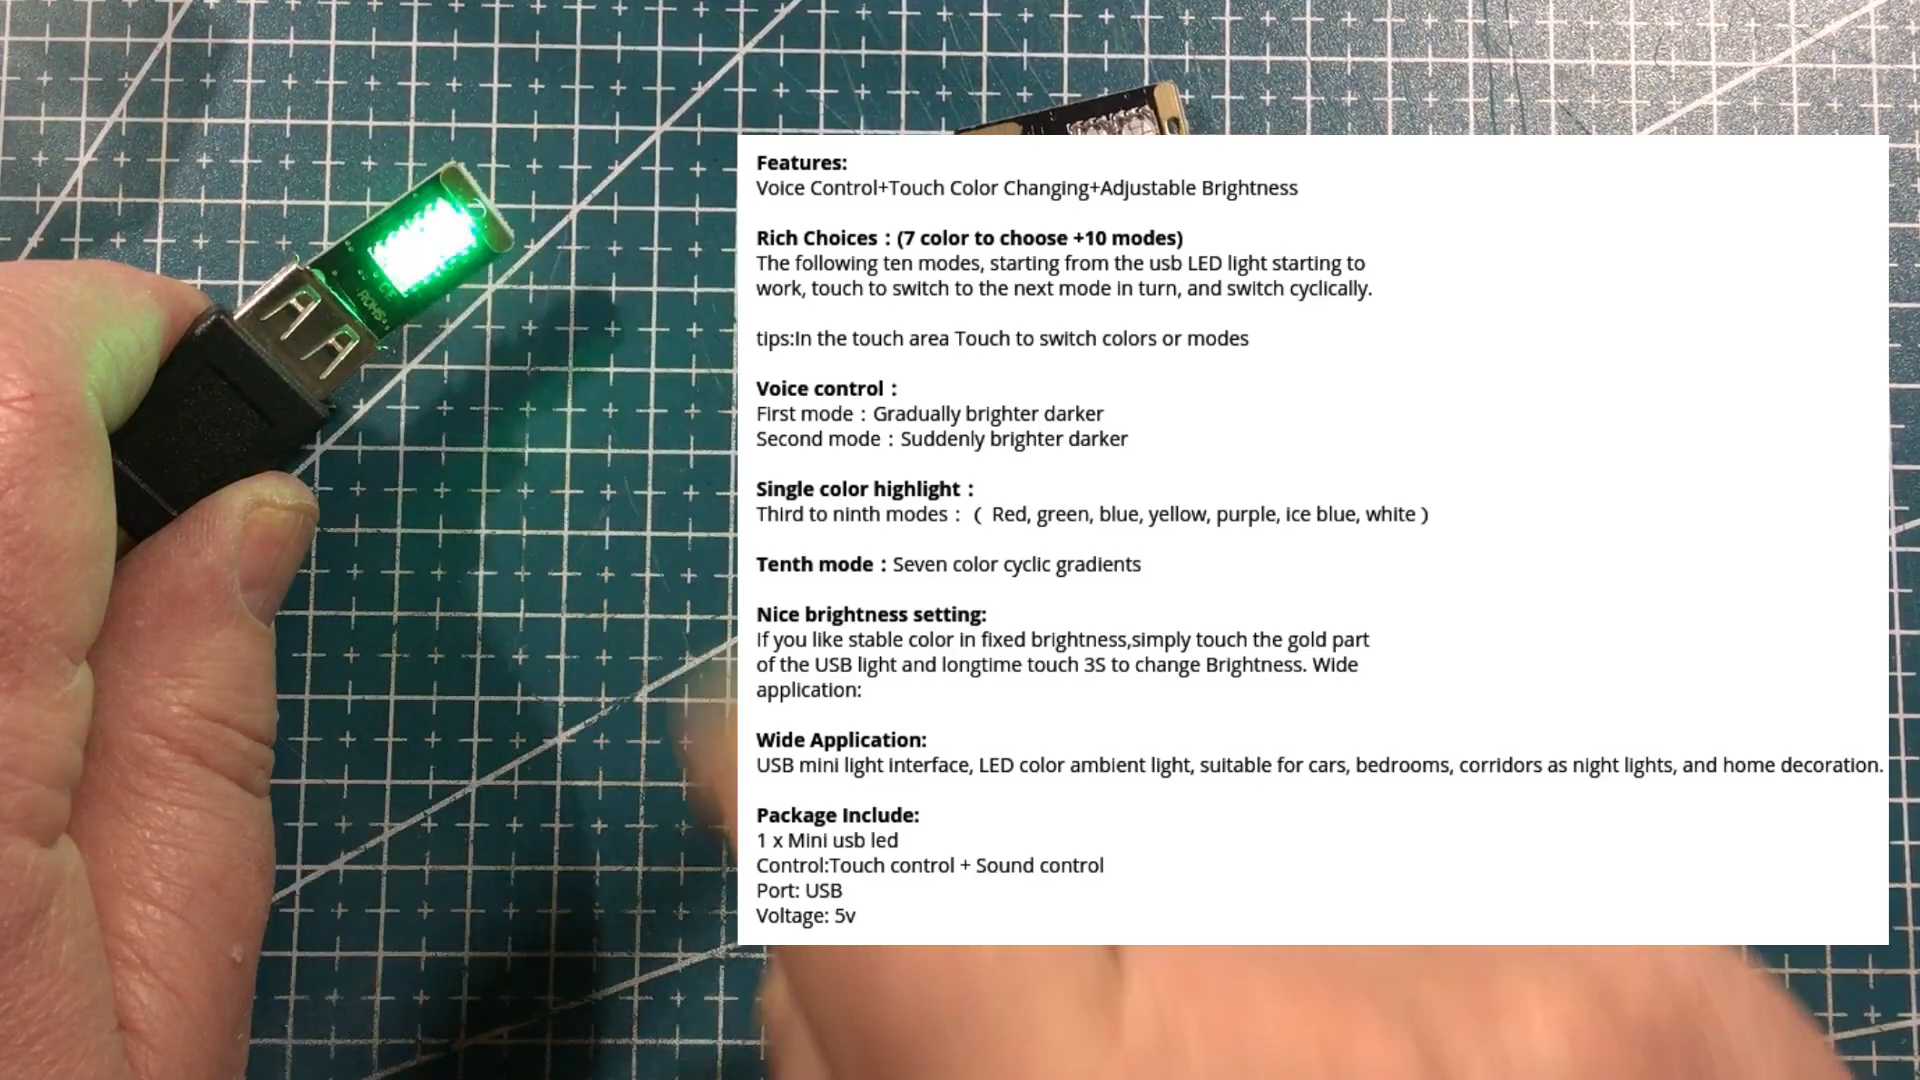 CE
ROHS
Features:
Voice Control+Touch Color Changing+Adjustable Brightness
Rich Choices : (7 color to choose +10 modes)
The following ten modes, starting from the usb LED light starting to
work, touch to switch to the next mode in turn, and switch cyclically.
tips:In the touch area Touch to switch colors or modes
Voice control :
First mode : Gradually brighter darker
Second mode : Suddenly brighter darker
Single color highlight :
Third to ninth modes : ( Red, green, blue, yellow, purple, ice blue, white )
Tenth mode : Seven color cyclic gradients
Nice brightness setting:
If you like stable color in fixed brightness,simply touch the gold part
of the USB light and longtime touch 3S to change Brightness. Wide
application:
Wide Application:
USB mini light interface, LED color ambient light, suitable for cars, bedrooms, corridors as night lights, and home decoration.
Package Include:
1 x Mini usb led
Control:Touch control + Sound control
Port: USB
Voltage: 5v